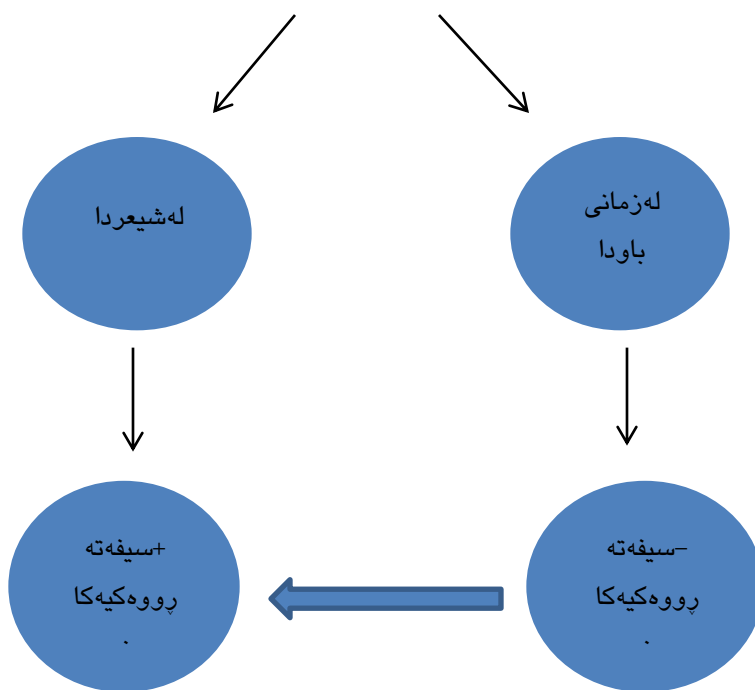 لەزمانی
باودا
لەشیعردا
–سیفەتە
ڕووەکیەکا
.
+سیفەتە
ڕووەکیەکا
.